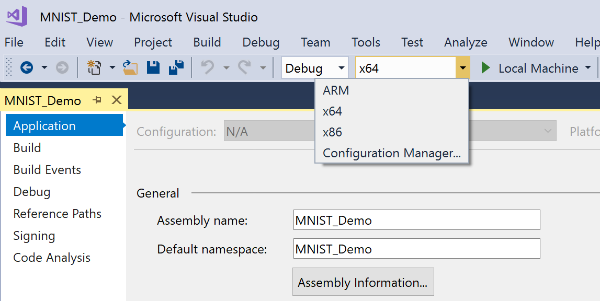 MNIST_Demo - Microsoft Visual Studio
File Edit View Project Build Debug Team Tools Test Analyze Window Help
Debug x64 Local Machine
ARM
x64
x86
Configuration Manager...
MNIST_Demo
Application
Build
Build Events
Debug
Reference Paths
Signing
Code Analysis
Configuration: N/A Platfo
General
Assembly name: MNIST_Demo
Default namespace: MNIST_Demo
Assembly Information...